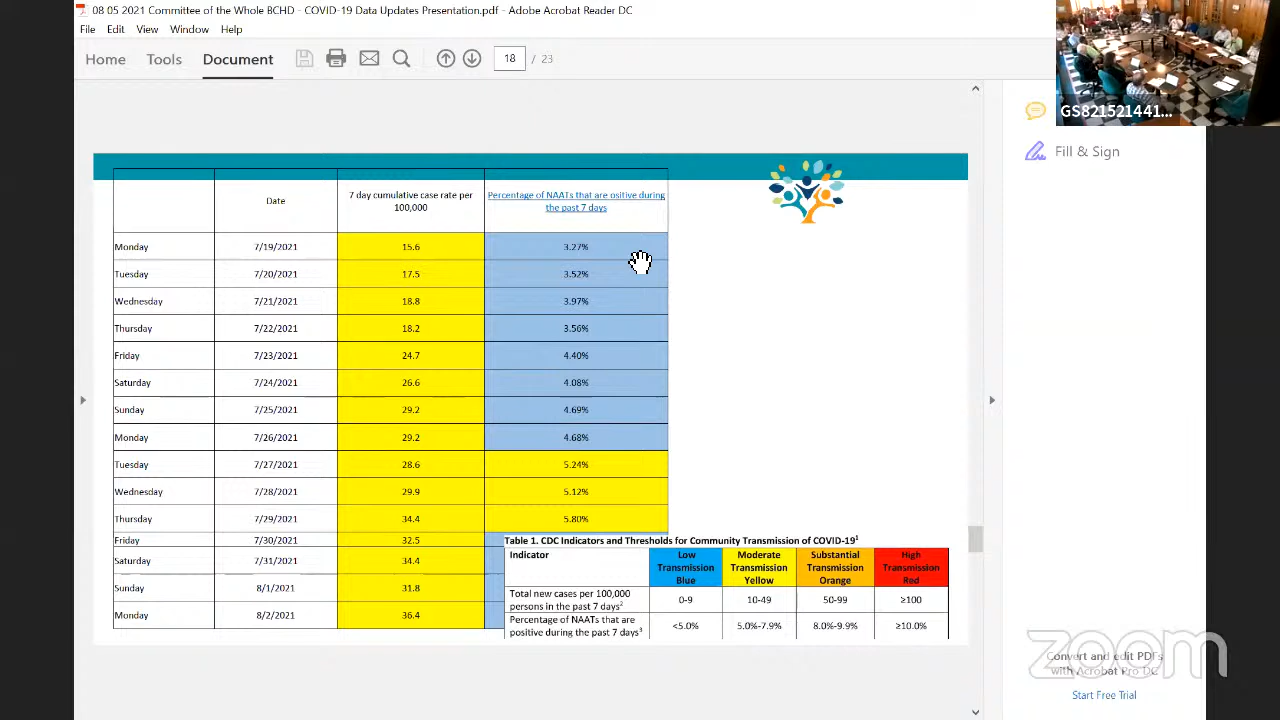 08 05 2021 Committee of the Whole BCHD - COVID-19 Data Updates Presentation.pdf - Adobe Acrobat Reader DC
File Edit View Window Help
Home Tools Document 18 / 23
GS821521441...
Fill & Sign
Date 7 day cumulative case rate per
100,000
Percentage of NAATs that are ositive during
the past 7 days
Monday 7/19/2021 15.6 3.27%
Tuesday 7/20/2021 17.5 3.52%
Wednesday 7/21/2021 18.8 3.97%
Thursday 7/22/2021 18.2 3.56%
Friday 7/23/2021 24.7 4.40%
Saturday 7/24/2021 26.6 4.08%
Sunday 7/25/2021 29.2 4.69%
Monday 7/26/2021 29.2 4.68%
Tuesday 7/27/2021 28.6 5.24%
Wednesday 7/28/2021 29.9 5.12%
Thursday 7/29/2021 34.4 5.80%
Friday 7/30/2021 32.5
Saturday 7/31/2021 34.4
Sunday 8/1/2021 31.8
Monday 8/2/2021 36.4
Table 1. CDC Indicators and Thresholds for Community Transmission of COVID-19¹
Indicator
Low
Transmission
Blue
Moderate
Transmission
Yellow
Substantial
Transmission
Orange
High
Transmission
Red
Total new cases per 100,000
persons in the past 7 days²
0-9 10-49 50-99 ≥100
Percentage of NAATs that are
positive during the past 7 days³
<5.0% 5.0%-7.9% 8.0%-9.9% ≥10.0%
Convert and edit PDFs
with Acrobat Pro DC
Start Free Trial
zoom